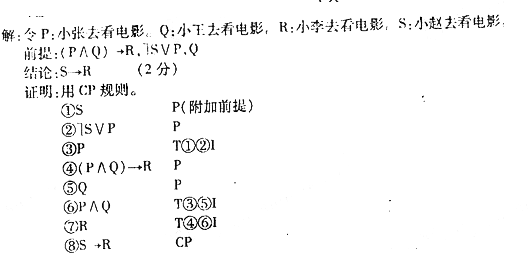 解:令 P:小张去看电影。Q:小王去看电影,R:小李去看电影,S:小赵去看电影.
前提:(P∧Q)→R,⌉S∨P,Q
结论:S→R (2分)
证明:用CP规则。
①S P(附加前提)
②⌉S∨P P
③P T①②I
④(P∧Q)→R P
⑤Q P
⑥P∧Q T③⑤I
⑦R T④⑥I
⑧S→R CP